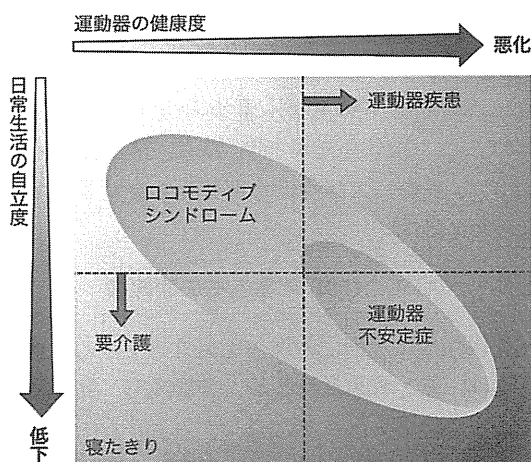 運動器の健康度
悪化
日常生活の自立度
低下
運動器疾患
ロコモティブ
シンドローム
運動器
不安定症
要介護
寝たきり